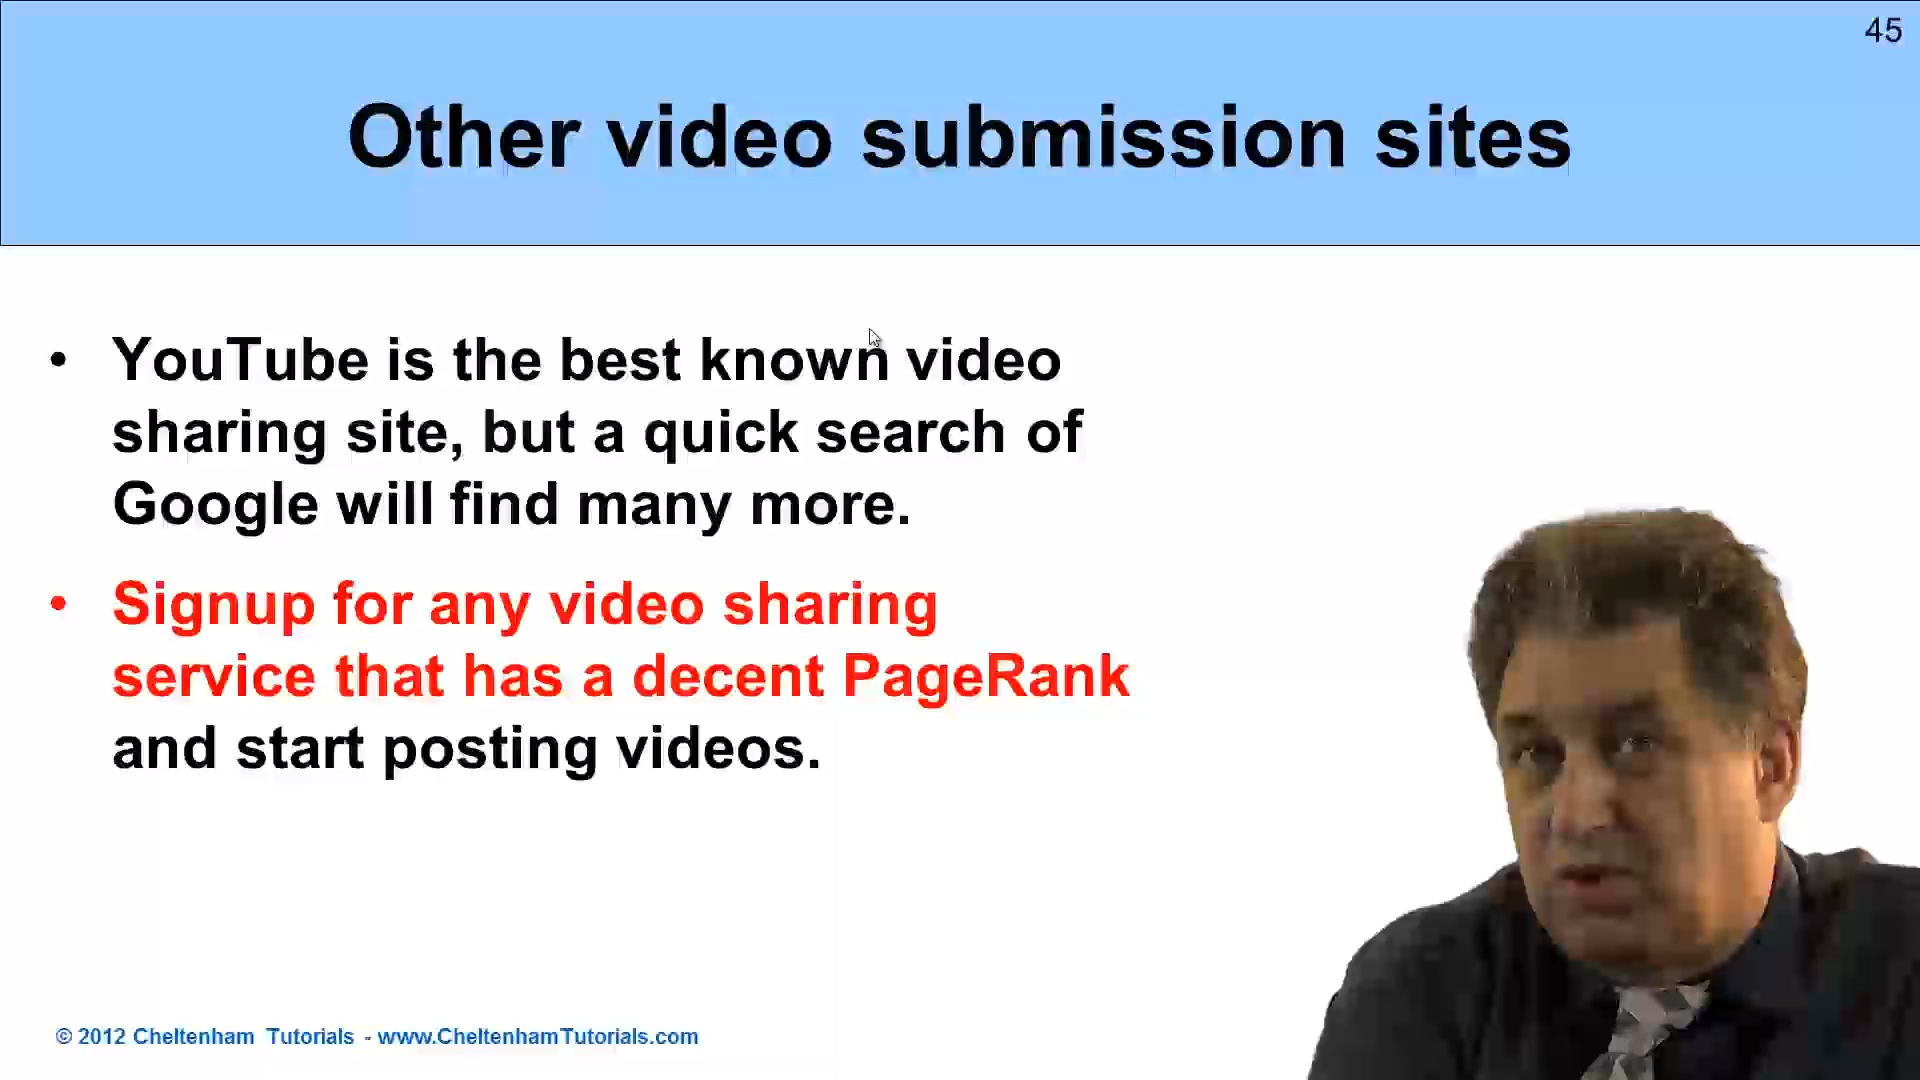 45
Other video submission sites
• YouTube is the best known video
sharing site, but a quick search of
Google will find many more.
• Signup for any video sharing
service that has a decent PageRank
and start posting videos.
© 2012 Cheltenham Tutorials - www.CheltenhamTutorials.com